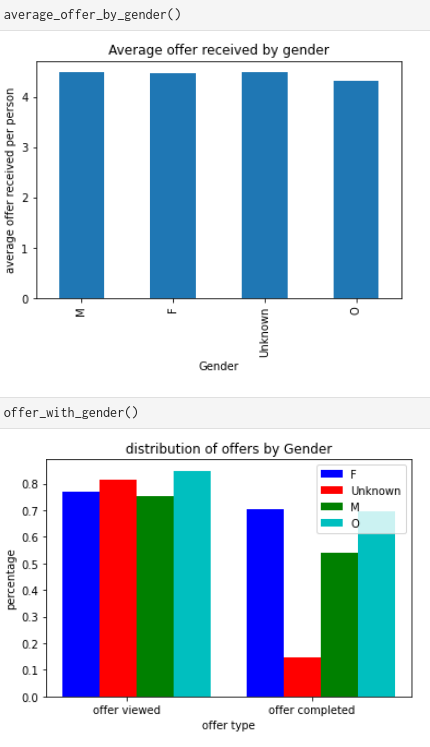 average_offer_by_gender()
Average offer received by gender
average offer received per person
4
3
2
1
0
M
F
Unknown
O
Gender
offer_with_gender()
distribution of offers by Gender
percentage
0.8
0.7
0.6
0.5
0.4
0.3
0.2
0.1
0.0
F
Unknown
M
O
offer viewed
offer completed
offer type